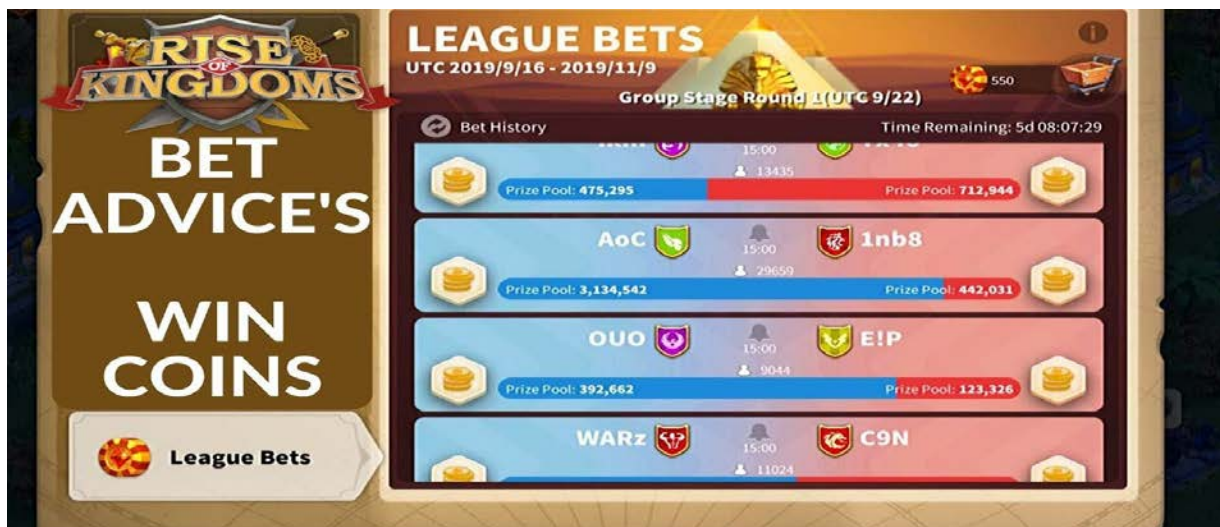 RISE
OF
KINGDOMS
BET
ADVICE'S
WIN
COINS
League Bets
LEAGUE BETS
UTC 2019/9/16 - 2019/11/9
550
Group Stage Round 1(UTC 9/22)
Bet History
Time Remaining: 5d 08:07:29
15:00
13435
Prize Pool: 475,295
Prize Pool: 712,944
AoC
15:00
1nb8
29659
Prize Pool: 3,134,542
Prize Pool: 442,031
OUO
15:00
E!P
9044
Prize Pool: 392,662
Prize Pool: 123,326
WARz
15:00
C9N
11024